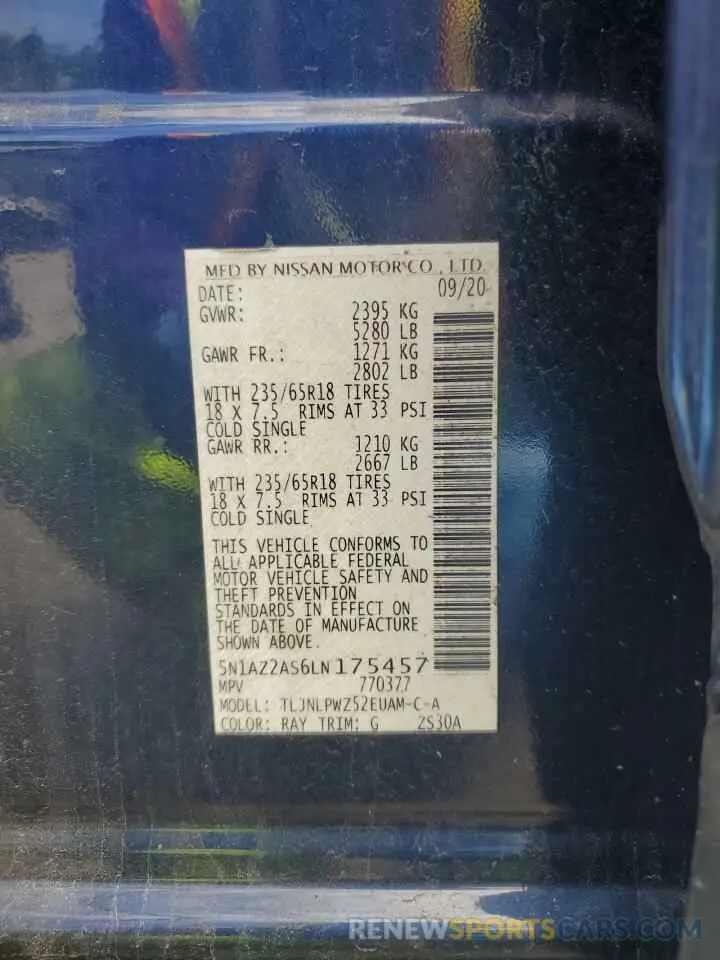 MFD BY NISSAN MOTOR CO., LTD.
DATE: 09/20
GVWR: 2395 KG
5280 LB
GAWR FR.: 1271 KG
2802 LB
WITH 235/65R18 TIRES
18 X 7.5 RIMS AT 33 PSI
COLD SINGLE
GAWR RR.: 1210 KG
2667 LB
WITH 235/65R18 TIRES
18 X 7.5 RIMS AT 33 PSI
COLD SINGLE
THIS VEHICLE CONFORMS TO
ALL APPLICABLE FEDERAL
MOTOR VEHICLE SAFETY AND
THEFT PREVENTION
STANDARDS IN EFFECT ON
THE DATE OF MANUFACTURE
SHOWN ABOVE.
5N1AZ2AS6LN175457
MPV 770377
MODEL: TLJNLPWZ52EUAM-C-A
COLOR: RAY TRIM: G ZS30A
RENEWSPORTSCARS.COM